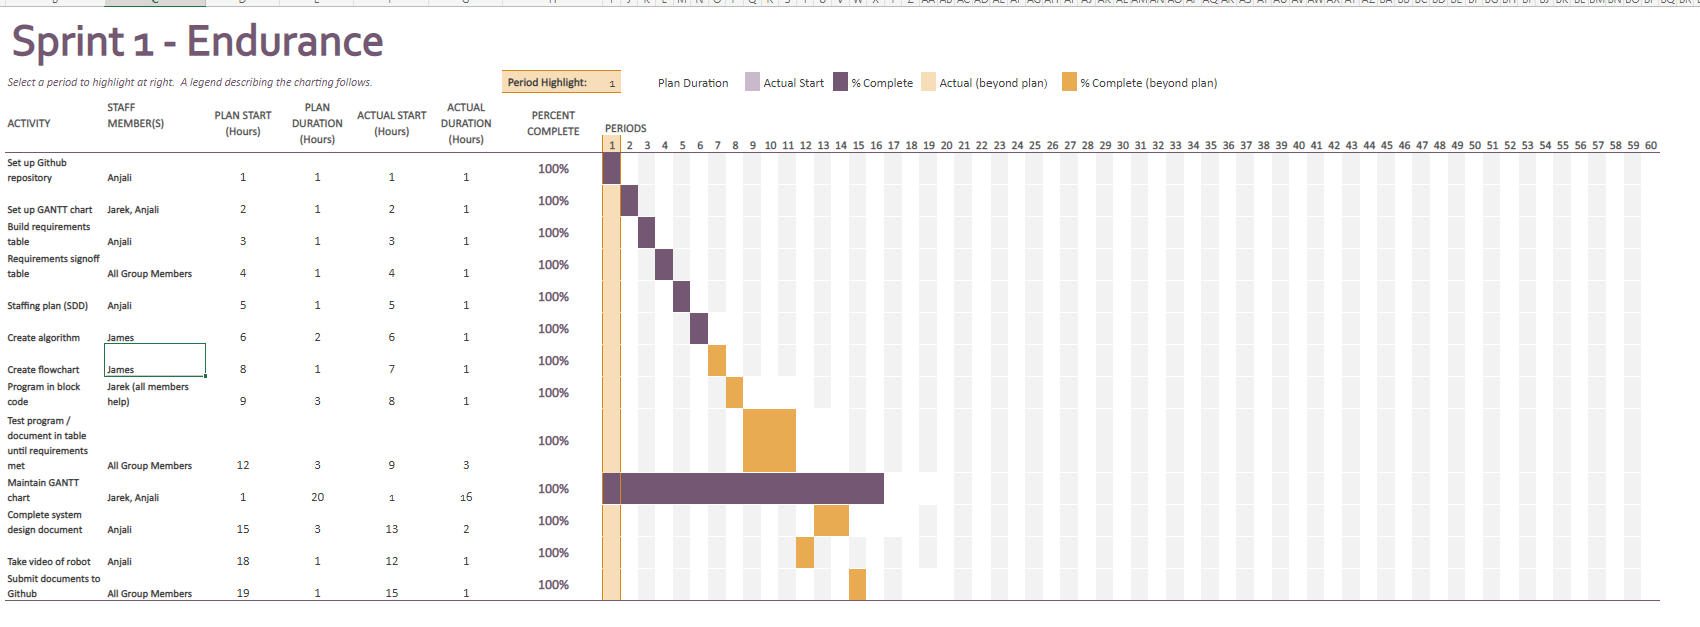 Sprint 1 - Endurance
Select a period to highlight at right.  A legend describing the charting follows.
Period Highlight: 1
Plan Duration
Actual Start
% Complete
Actual (beyond plan)
% Complete (beyond plan)
ACTIVITY
STAFF
MEMBER(S)
PLAN START
(Hours)
PLAN
DURATION
(Hours)
ACTUAL START
(Hours)
ACTUAL
DURATION
(Hours)
PERCENT
COMPLETE
PERIODS
1 2 3 4 5 6 7 8 9 10 11 12 13 14 15 16 17 18 19 20 21 22 23 24 25 26 27 28 29 30 31 32 33 34 35 36 37 38 39 40 41 42 43 44 45 46 47 48 49 50 51 52 53 54 55 56 57 58 59 60
Set up Github
repository
Anjali 1 1 1 1 100%
Set up GANTT chart Jarek, Anjali 2 1 2 1 100%
Build requirements
table
Anjali 3 1 3 1 100%
Requirements signoff
table
All Group Members 4 1 4 1 100%
Staffing plan (SDD) Anjali 5 1 5 1 100%
Create algorithm James 6 2 6 1 100%
Create flowchart James 8 1 7 1 100%
Program in block
code
Jarek (all members
help)
9 3 8 1 100%
Test program /
document in table
until requirements
met
All Group Members 12 3 9 3 100%
Maintain GANTT
chart
Jarek, Anjali 1 20 1 16 100%
Complete system
design document
Anjali 15 3 13 2 100%
Take video of robot Anjali 18 1 12 1 100%
Submit documents to
Github
All Group Members 19 1 15 1 100%